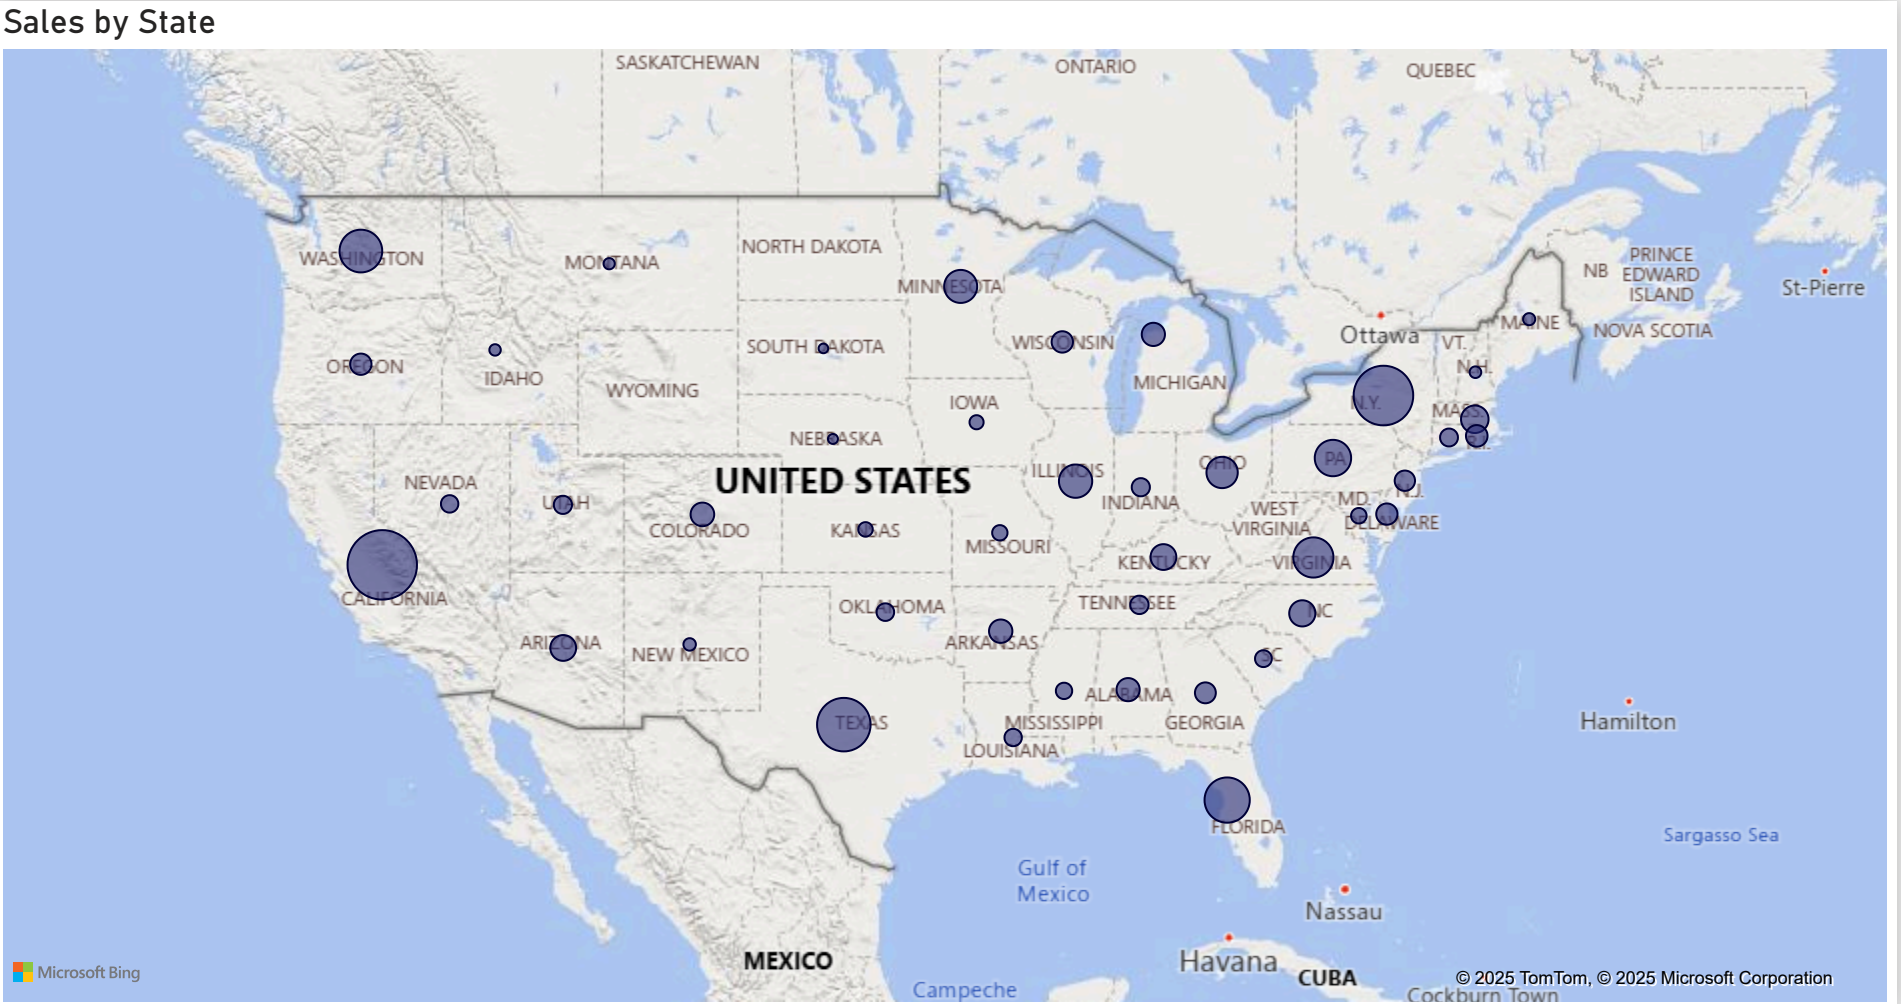 Sales by State
SASKATCHEWAN
ONTARIO
QUEBEC
WASHINGTON
MONTANA
NORTH DAKOTA
MINNESOTA
NB
PRINCE
EDWARD
ISLAND
St-Pierre
OREGON
IDAHO
WYOMING
SOUTH DAKOTA
WISCONSIN
MICHIGAN
Ottawa
VT.
MAINE
NOVA SCOTIA
N.H.
IOWA
N.Y.
MASS.
R.I.
NEBRASKA
UNITED STATES
NEVADA
UTAH
COLORADO
KANSAS
MISSOURI
ILLINOIS
INDIANA
OHIO
PA
N.J.
MD.
DELAWARE
WEST
VIRGINIA
KENTUCKY
VIRGINIA
CALIFORNIA
ARIZONA
NEW MEXICO
OKLAHOMA
ARKANSAS
TENNESSEE
NC
SC
TEXAS
MISSISSIPPI
ALABAMA
GEORGIA
LOUISIANA
FLORIDA
Hamilton
Sargasso Sea
Gulf of
Mexico
Nassau
Havana
MEXICO
CUBA
Campeche
Cockburn Town
Microsoft Bing
© 2025 TomTom, © 2025 Microsoft Corporation